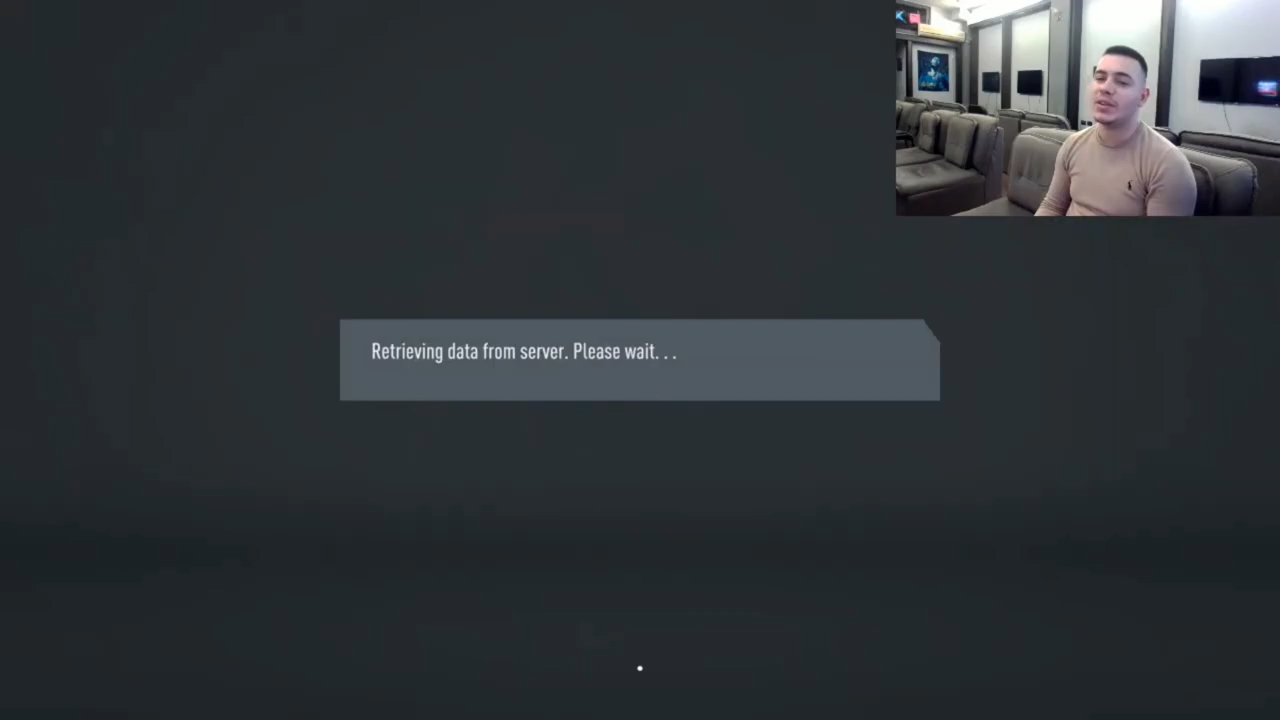 Retrieving data from server. Please wait. . .